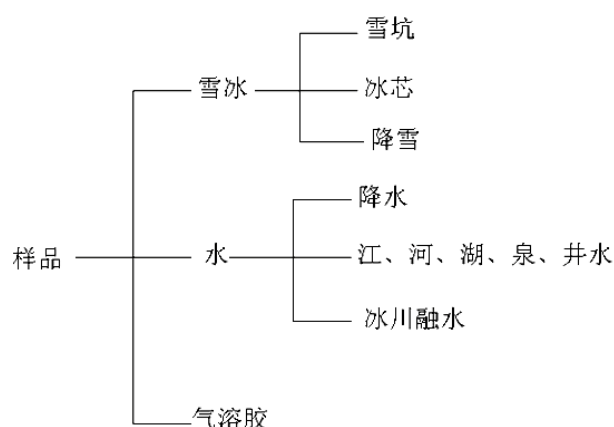 雪坑
雪冰
冰芯
降雪
降水
样品
水
江、河、湖、泉、井水
冰川融水
气溶胶